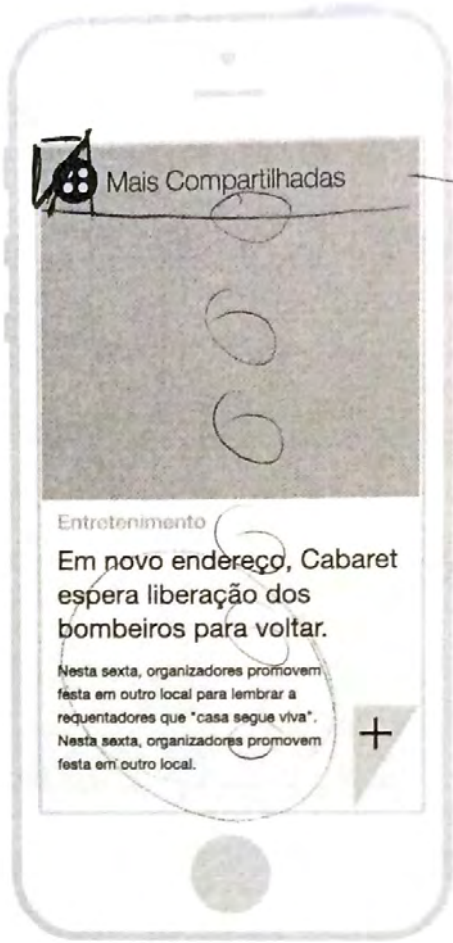 Mais Compartilhadas
Entretenimento
Em novo endereço, Cabaret
espera liberação dos
bombeiros para voltar.
Nesta sexta, organizadores promovem
festa em outro local para lembrar a
requentadores que "casa segue viva".
Nesta sexta, organizadores promovem
festa em outro local.
+